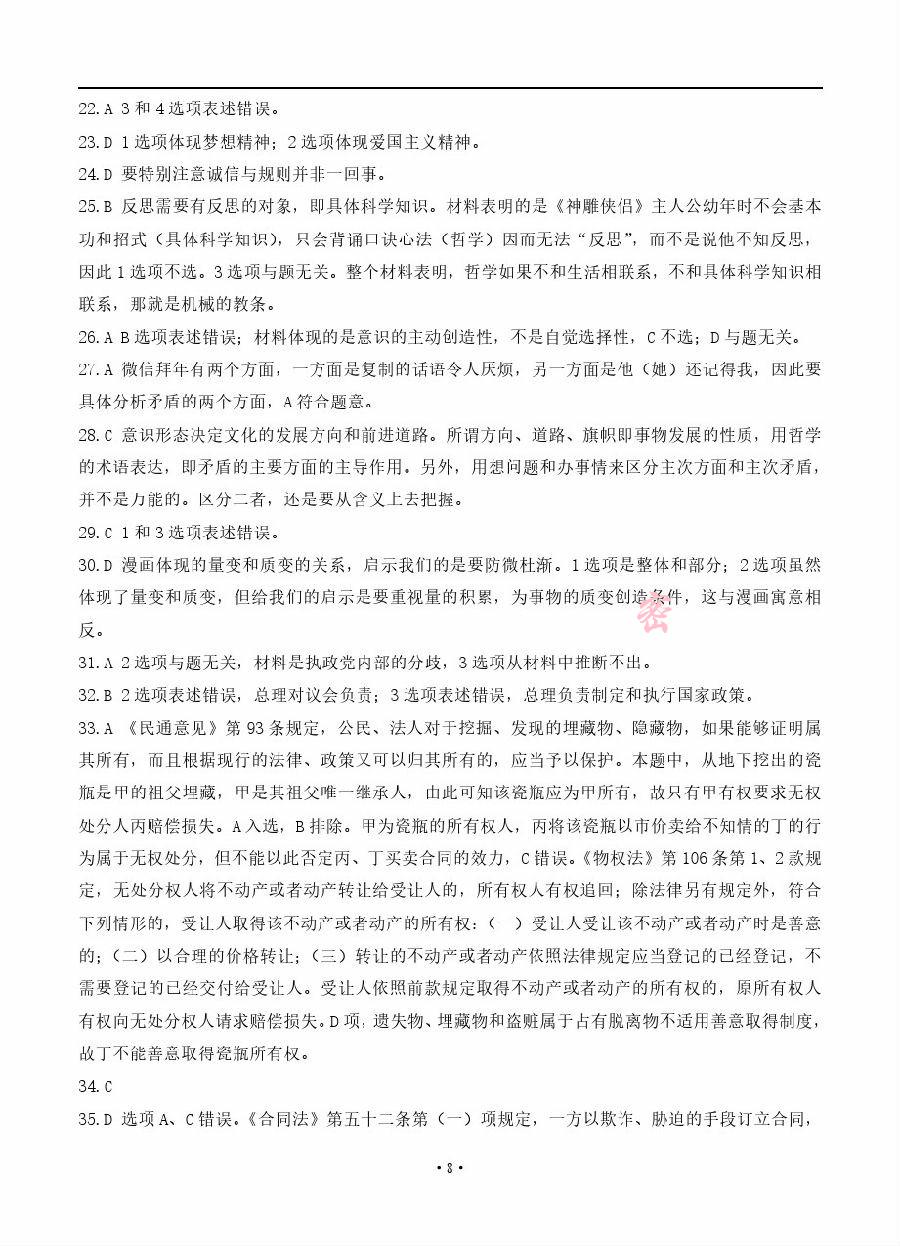 22.A 3 和 4 选项表述错误。
23.D 1 选项体现梦想精神；2 选项体现爱国主义精神。
24.D 要特别注意诚信与规则并非一回事。
25.B 反思需要有反思的对象，即具体科学知识。材料表明的是《神雕侠侣》主人公幼年时不会基本
功和招式（具体科学知识），只会背诵口诀心法（哲学）因而无法“反思”，而不是说他不知反思，
因此 1 选项不选。3 选项与题无关。整个材料表明，哲学如果不和生活相联系，不和具体科学知识相
联系，那就是机械的教条。
26.A B 选项表述错误；材料体现的是意识的主动创造性，不是自觉选择性，C 不选；D 与题无关。
27.A 微信拜年有两个方面，一方面是复制的话语令人厌烦，另一方面是他（她）还记得我，因此要
具体分析矛盾的两个方面，A 符合题意。
28.C 意识形态决定文化的发展方向和前进道路。所谓方向、道路、旗帜即事物发展的性质，用哲学
的术语表达，即矛盾的主要方面的主导作用。另外，用想问题和办事情来区分主次方面和主次矛盾，
并不是万能的。区分二者，还是要从含义上去把握。
29.C 1 和 3 选项表述错误。
30.D 漫画体现的量变和质变的关系，启示我们的是要防微杜渐。1 选项是整体和部分；2 选项虽然
体现了量变和质变，但给我们的启示是要重视量的积累，为事物的质变创造条件，这与漫画寓意相
反。
密
31.A 2 选项与题无关，材料是执政党内部的分歧，3 选项从材料中推断不出。
32.B 2 选项表述错误，总理对议会负责；3 选项表述错误，总理负责制定和执行国家政策。
33.A 《民通意见》第 93 条规定，公民、法人对于挖掘、发现的埋藏物、隐藏物，如果能够证明属
其所有，而且根据现行的法律、政策又可以归其所有的，应当予以保护。本题中，从地下挖出的瓷
瓶是甲的祖父埋藏，甲是其祖父唯一继承人，由此可知该瓷瓶应为甲所有，故只有甲有权要求无权
处分人丙赔偿损失。A 入选，B 排除。甲为瓷瓶的所有权人，丙将该瓷瓶以市价卖给不知情的丁的行
为属于无权处分，但不能以此否定丙、丁买卖合同的效力，C 错误。《物权法》第 106 条第 1、2 款规
定，无处分权人将不动产或者动产转让给受让人的，所有权人有权追回；除法律另有规定外，符合
下列情形的，受让人取得该不动产或者动产的所有权：（一）受让人受让该不动产或者动产时是善意
的；（二）以合理的价格转让；（三）转让的不动产或者动产依照法律规定应当登记的已经登记，不
需要登记的已经交付给受让人。受让人依照前款规定取得不动产或者动产的所有权的，原所有权人
有权向无处分权人请求赔偿损失。D 项，遗失物、埋藏物和盗赃属于占有脱离物不适用善意取得制度，
故丁不能善意取得瓷瓶所有权。
34.C
35.D 选项 A、C 错误。《合同法》第五十二条第（一）项规定，一方以欺诈、胁迫的手段订立合同，
·8·